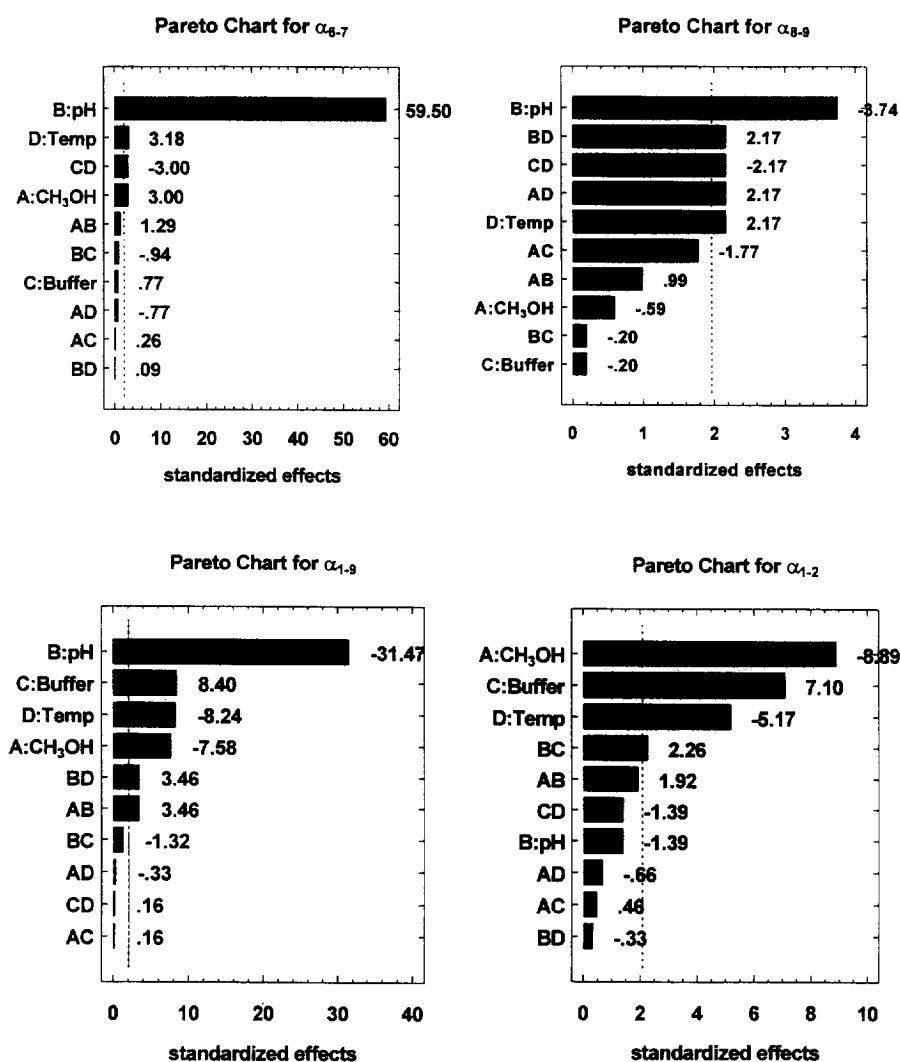 Pareto Chart for α6-7
B:pH 59.50
D:Temp 3.18
CD -3.00
A:CH₃OH 3.00
AB 1.29
BC -.94
C:Buffer .77
AD -.77
AC .26
BD .09
0 10 20 30 40 50 60
standardized effects
Pareto Chart for α8-9
B:pH -3.74
BD 2.17
CD -2.17
AD 2.17
D:Temp 2.17
AC -1.77
AB .99
A:CH₃OH -.59
BC -.20
C:Buffer -.20
0 1 2 3 4
standardized effects
Pareto Chart for α1-9
B:pH -31.47
C:Buffer 8.40
D:Temp -8.24
A:CH₃OH -7.58
BD 3.46
AB 3.46
BC -1.32
AD -.33
CD .16
AC .16
0 10 20 30 40
standardized effects
Pareto Chart for α1-2
A:CH₃OH -8.89
C:Buffer 7.10
D:Temp -5.17
BC 2.26
AB 1.92
CD -1.39
B:pH -1.39
AD -.66
AC .46
BD -.33
0 2 4 6 8 10
standardized effects